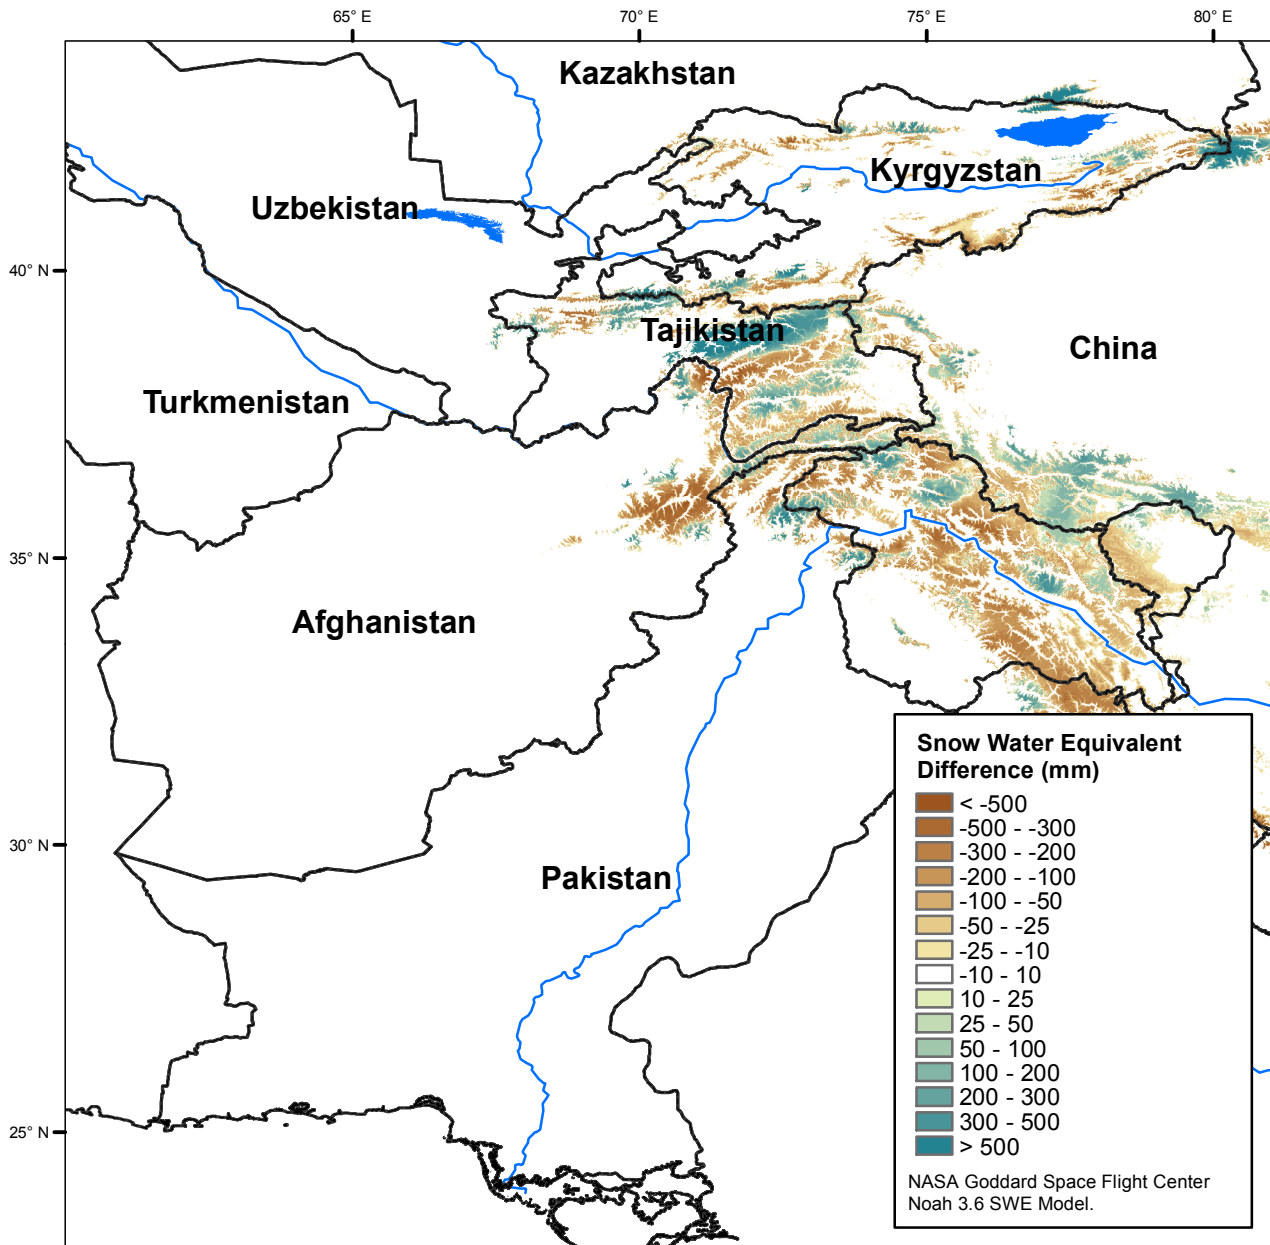 65° E 70° E 75° E 80° E
Kazakhstan
Kyrgyzstan
Uzbekistan
40° N
Tajikistan
China
Turkmenistan
35° N
Afghanistan
Snow Water Equivalent
Difference (mm)
< -500
-500 - -300
-300 - -200
-200 - -100
-100 - -50
-50 - -25
-25 - -10
-10 - 10
10 - 25
25 - 50
50 - 100
100 - 200
200 - 300
300 - 500
> 500
30° N
Pakistan
25° N
NASA Goddard Space Flight Center
Noah 3.6 SWE Model.